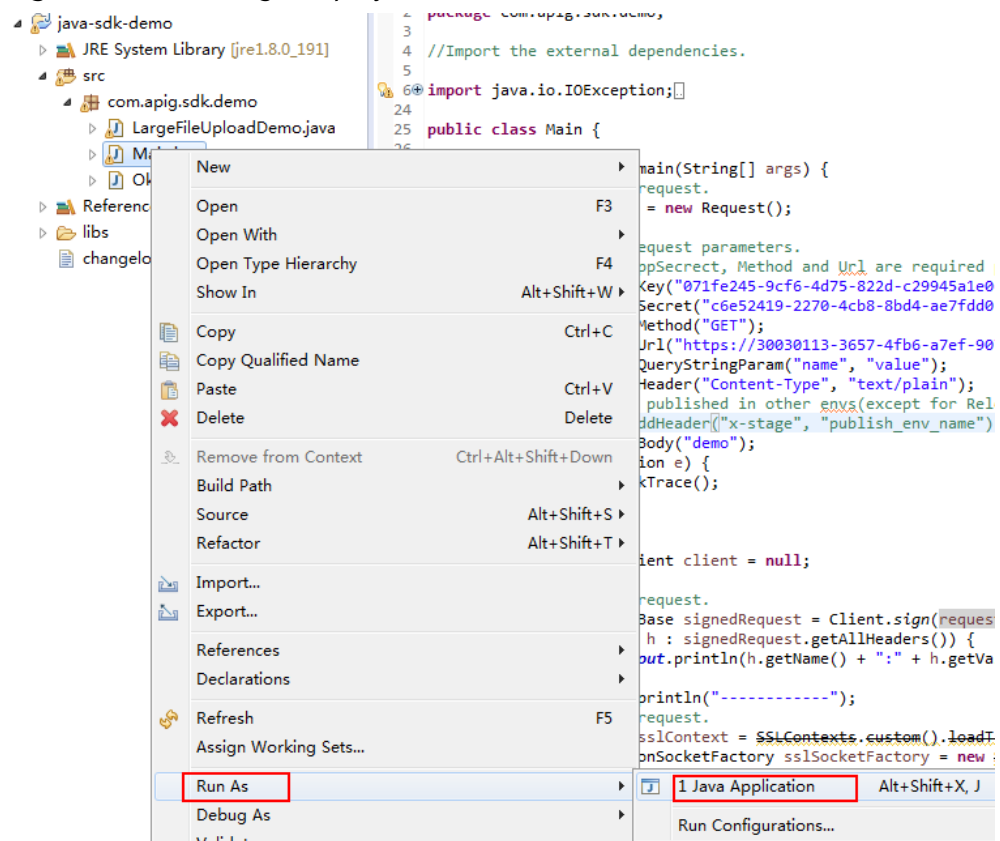 java-sdk-demo
JRE System Library [jre1.8.0_191]
src
com.apig.sdk.demo
LargeFileUploadDemo.java
Referenc
libs
changelo
2 package com.apig.sdk.demo;
3
4 //Import the external dependencies.
5
6 import java.io.IOException;
24
25 public class Main {
26
main(String[] args) {
request.
= new Request();
equest parameters.
ppSecrect, Method and Url are required
Key("071fe245-9cf6-4d75-822d-c29945a1e0
Secret("c6e52419-2270-4cb8-8bd4-ae7fdd0
Method("GET");
Url("https://30030113-3657-4fb6-a7ef-90
QueryStringParam("name", "value");
Header("Content-Type", "text/plain");
published in other envs(except for Rel
ddHeader("x-stage", "publish_env_name")
Body("demo");
ion e) {
kTrace();
ient client = null;
request.
Base signedRequest = Client.sign(reques
h : signedRequest.getAllHeaders()) {
out.println(h.getName() + ":" + h.getVa
println("------------");
request.
sslContext = SSLContexts.custom().loadT
onSocketFactory sslSocketFactory = new
New
Open F3
Open With
Open Type Hierarchy F4
Show In Alt+Shift+W
Copy Ctrl+C
Copy Qualified Name
Paste Ctrl+V
Delete Delete
Remove from Context Ctrl+Alt+Shift+Down
Build Path
Source Alt+Shift+S
Refactor Alt+Shift+T
Import...
Export...
References
Declarations
Refresh F5
Assign Working Sets...
Run As
Debug As
1 Java Application Alt+Shift+X, J
Run Configurations...